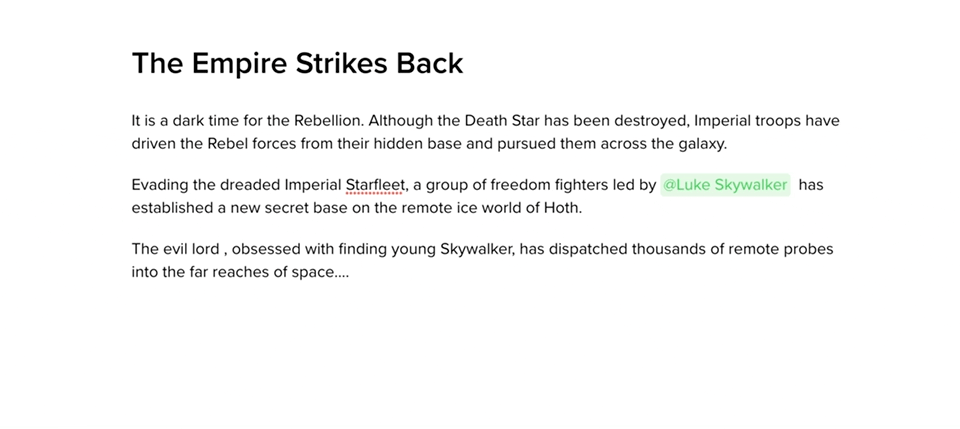 The Empire Strikes Back
It is a dark time for the Rebellion. Although the Death Star has been destroyed, Imperial troops have
driven the Rebel forces from their hidden base and pursued them across the galaxy.
Evading the dreaded Imperial Starfleet, a group of freedom fighters led by @Luke Skywalker has
established a new secret base on the remote ice world of Hoth.
The evil lord , obsessed with finding young Skywalker, has dispatched thousands of remote probes
into the far reaches of space....